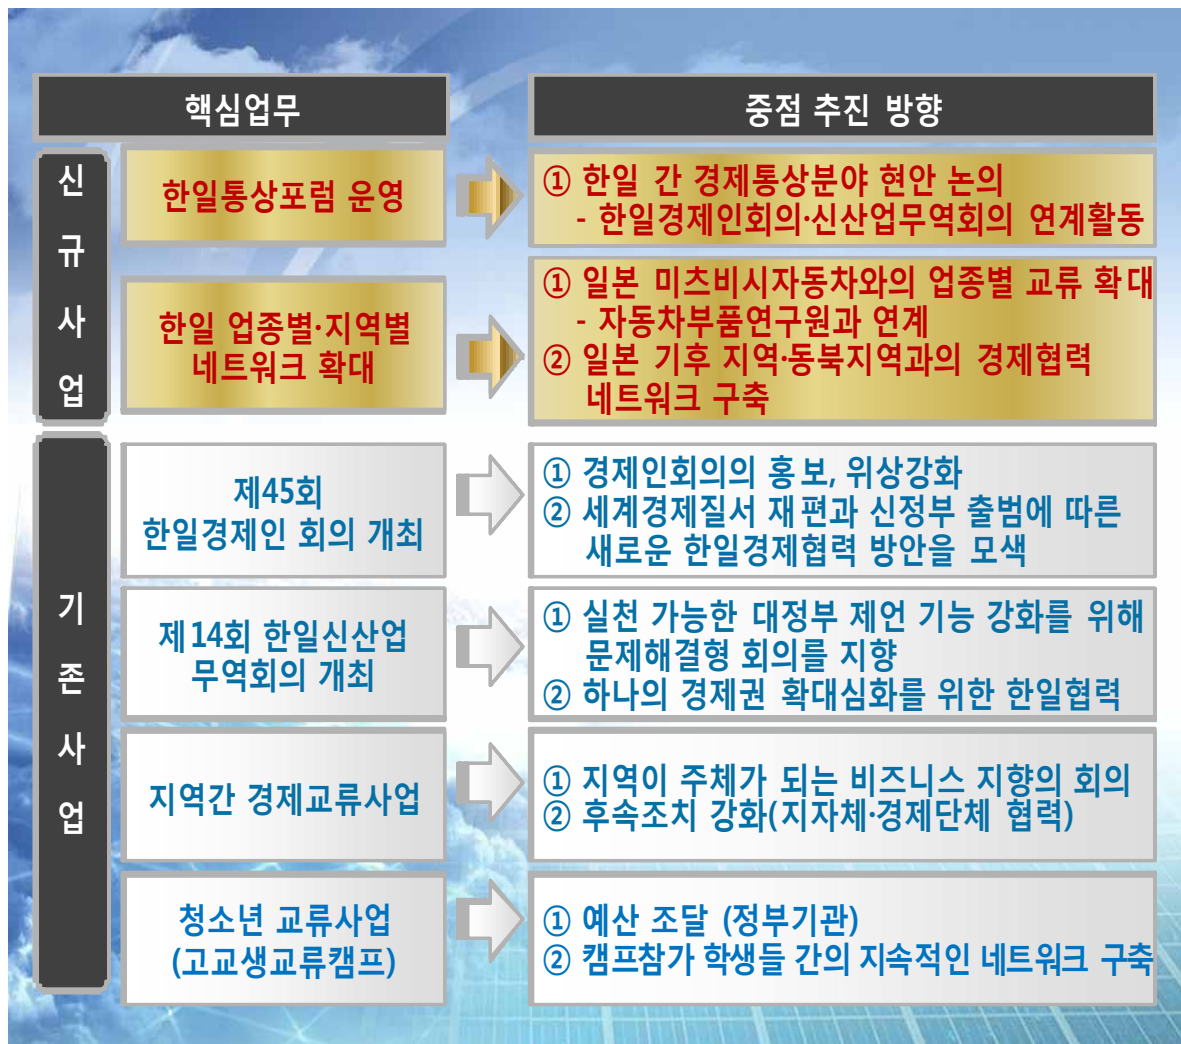 핵심업무
중점 추진 방향
신규사업
한일통상포럼 운영
① 한일 간 경제통상분야 현안 논의
- 한일경제인회의·신산업무역회의 연계활동
한일 업종별·지역별
네트워크 확대
① 일본 미츠비시자동차와의 업종별 교류 확대
- 자동차부품연구원과 연계
② 일본 기후 지역·동북지역과의 경제협력
네트워크 구축
기존사업
제45회
한일경제인 회의 개최
① 경제인회의의 홍보, 위상강화
② 세계경제질서 재편과 신정부 출범에 따른
새로운 한일경제협력 방안을 모색
제14회 한일신산업
무역회의 개최
① 실천 가능한 대정부 제언 기능 강화를 위해
문제해결형 회의를 지향
② 하나의 경제권 확대심화를 위한 한일협력
지역간 경제교류사업
① 지역이 주체가 되는 비즈니스 지향의 회의
② 후속조치 강화(지자체·경제단체 협력)
청소년 교류사업
(고교생교류캠프)
① 예산 조달 (정부기관)
② 캠프참가 학생들 간의 지속적인 네트워크 구축